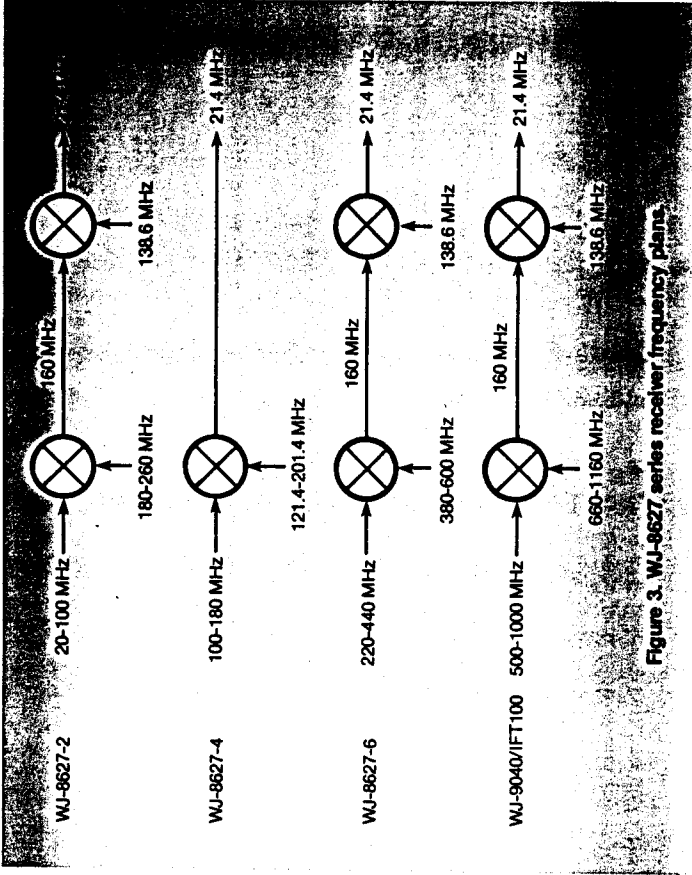 WJ-8627-2 20-100 MHz 160 MHz
180-260 MHz 138.6 MHz
WJ-8627-4 100-180 MHz 21.4 MHz
121.4-201.4 MHz
WJ-8627-6 220-440 MHz 160 MHz 21.4 MHz
380-600 MHz 138.6 MHz
WJ-9040/IFT100 500-1000 MHz 160 MHz 21.4 MHz
660-1160 MHz 138.6 MHz
Figure 3. WJ-8627 series receiver frequency plans.